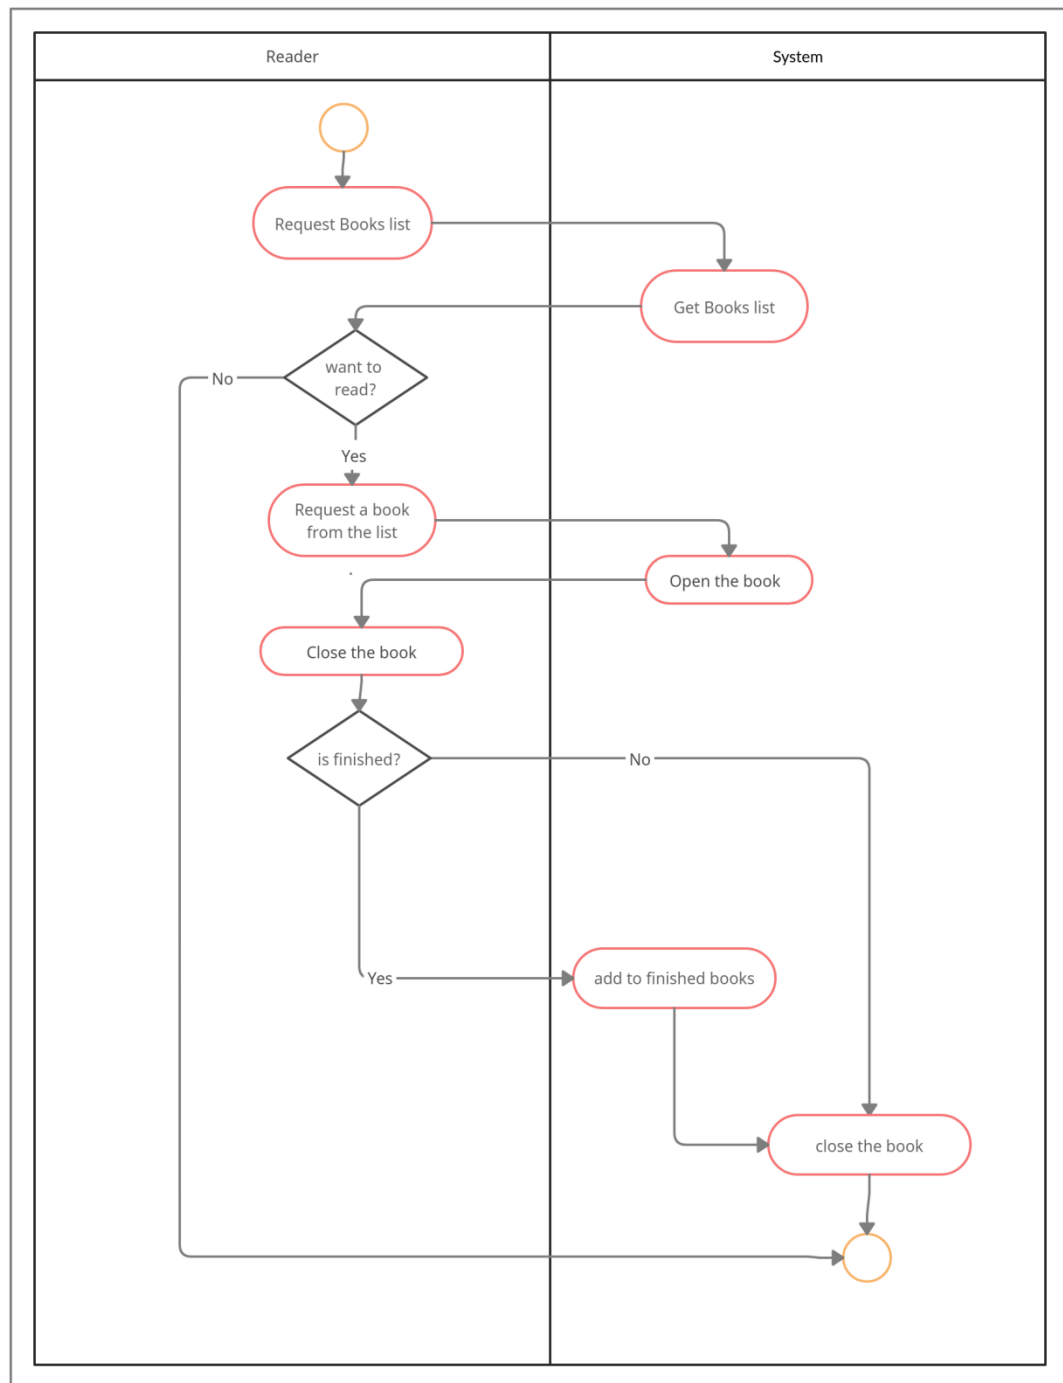 Reader
System
Request Books list
Get Books list
want to
read?
No
Yes
Request a book
from the list
Open the book
Close the book
is finished?
No
Yes
add to finished books
close the book